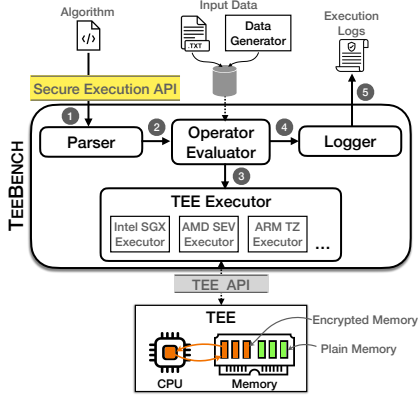 Algorithm
Input Data
Execution
Logs
</>
.TXT
Data
Generator
Secure Execution API
1
2
3
4
5
TEEBENCH
Parser
Operator
Evaluator
Logger
TEE Executor
Intel SGX
Executor
AMD SEV
Executor
ARM TZ
Executor
...
TEE API
TEE
Encrypted Memory
Plain Memory
CPU
Memory